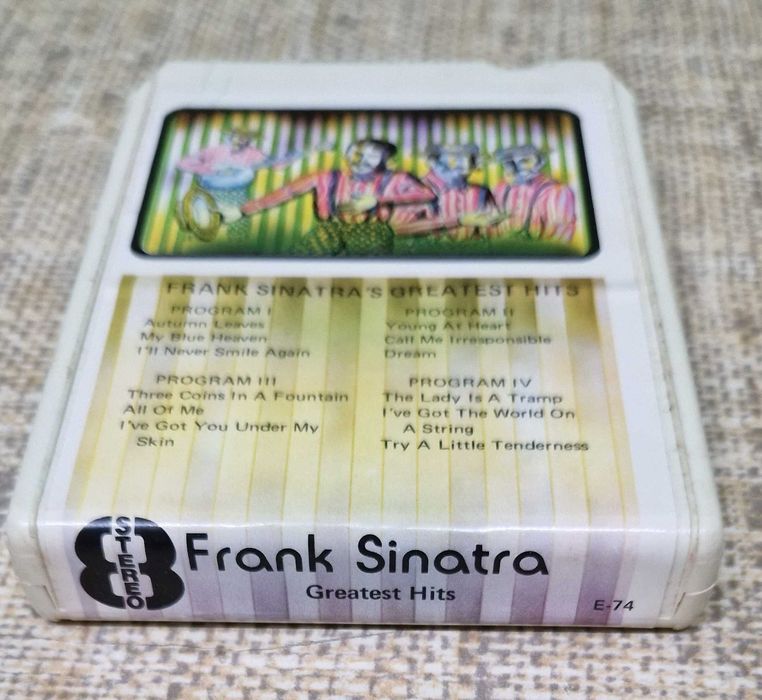 FRANK SINATRA'S GREATEST HITS
PROGRAM I
Autumn Leaves
My Blue Heaven
I'll Never Smile Again
PROGRAM II
Young At Heart
Call Me Irresponsible
Dream
PROGRAM III
Three Coins In A Fountain
All Of Me
I've Got You Under My
Skin
PROGRAM IV
The Lady Is A Tramp
I've Got The World On
A String
Try A Little Tenderness
8 STEREO
Frank Sinatra
Greatest Hits
E-74